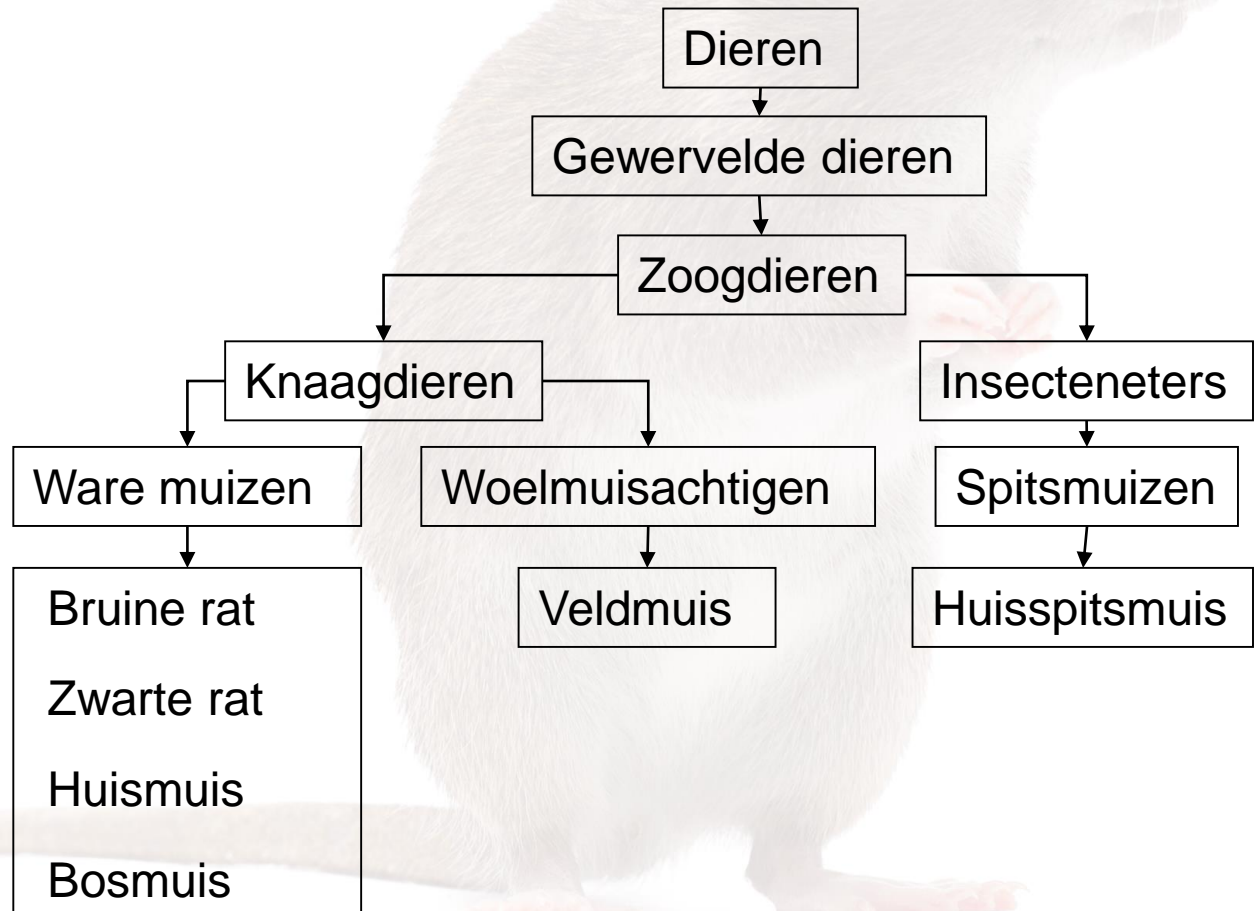 Dieren
Gewervelde dieren
Zoogdieren
Knaagdieren
Insecteneters
Ware muizen
Woelmuisachtigen
Spitsmuizen
Bruine rat
Zwarte rat
Huismuis
Bosmuis
Veldmuis
Huisspitsmuis